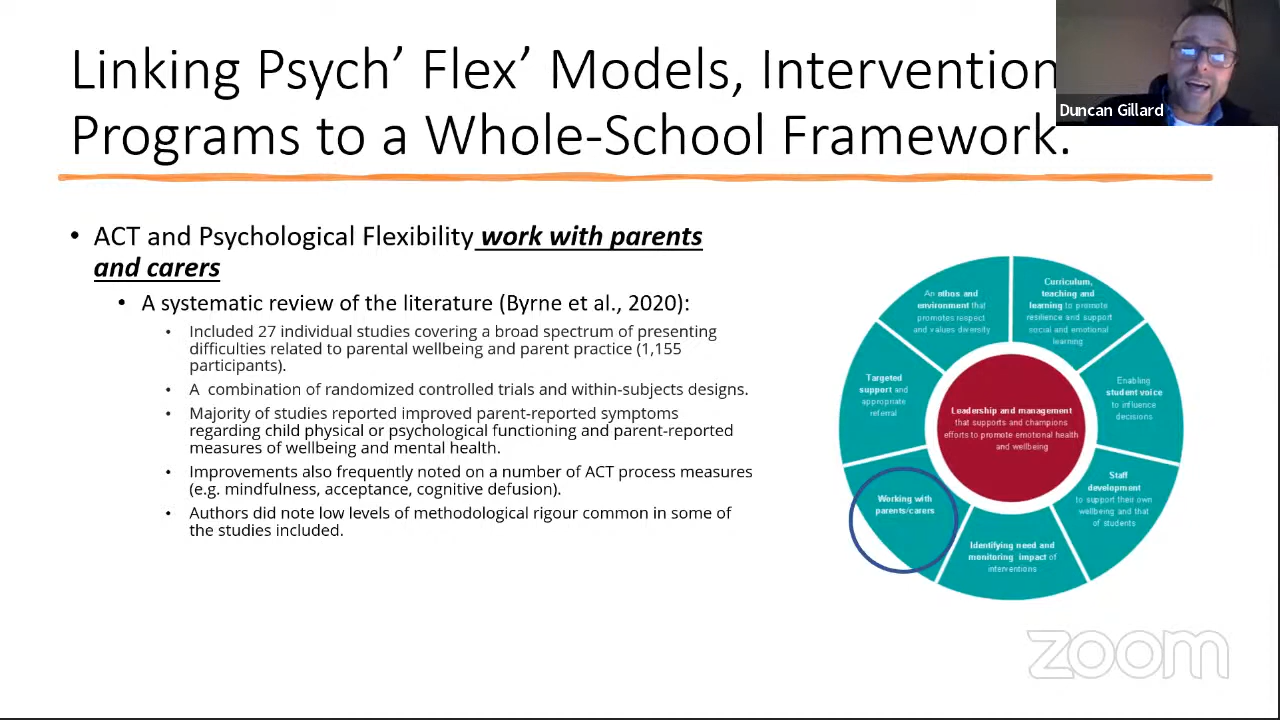 Linking Psych’ Flex’ Models, Intervention
Programs to a Whole-School Framework.
Duncan Gillard
• ACT and Psychological Flexibility work with parents
and carers
• A systematic review of the literature (Byrne et al., 2020):
• Included 27 individual studies covering a broad spectrum of presenting
difficulties related to parental wellbeing and parent practice (1,155
participants).
• A combination of randomized controlled trials and within-subjects designs.
• Majority of studies reported improved parent-reported symptoms
regarding child physical or psychological functioning and parent-reported
measures of wellbeing and mental health.
• Improvements also frequently noted on a number of ACT process measures
(e.g. mindfulness, acceptance, cognitive defusion).
• Authors did note low levels of methodological rigour common in some of
the studies included.
An ethos and
environment that
promotes respect
and values diversity
Curriculum,
teaching and
learning to promote
resilience and support
social and emotional
learning
Enabling
student voice
to influence
decisions
Staff
development
to support their own
wellbeing and that
of students
Identifying need and
monitoring impact of
interventions
Working with
parents/carers
Targeted
support and
appropriate
referral
Leadership and management
that supports and champions
efforts to promote emotional health
and wellbeing
zoom